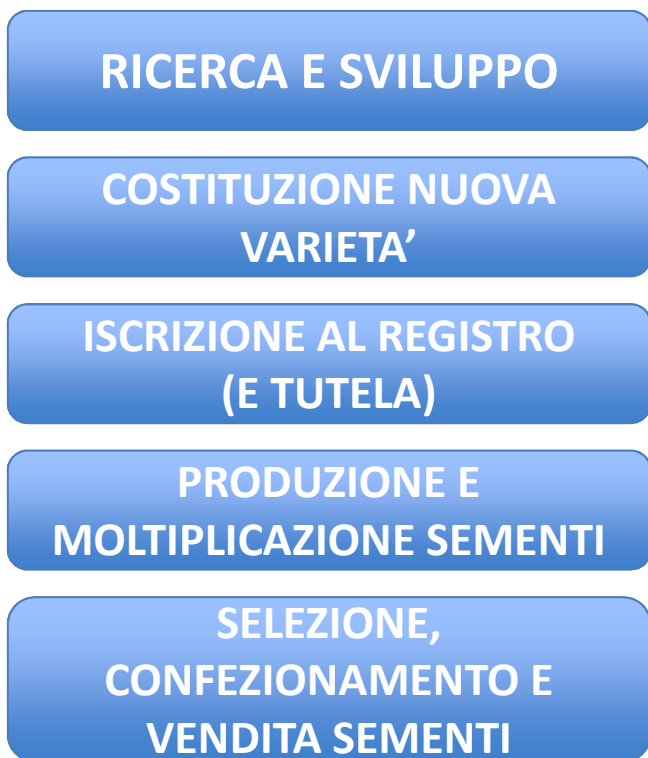 RICERCA E SVILUPPO
COSTITUZIONE NUOVA
VARIETA’
ISCRIZIONE AL REGISTRO
(E TUTELA)
PRODUZIONE E
MOLTIPLICAZIONE SEMENTI
SELEZIONE,
CONFEZIONAMENTO E
VENDITA SEMENTI